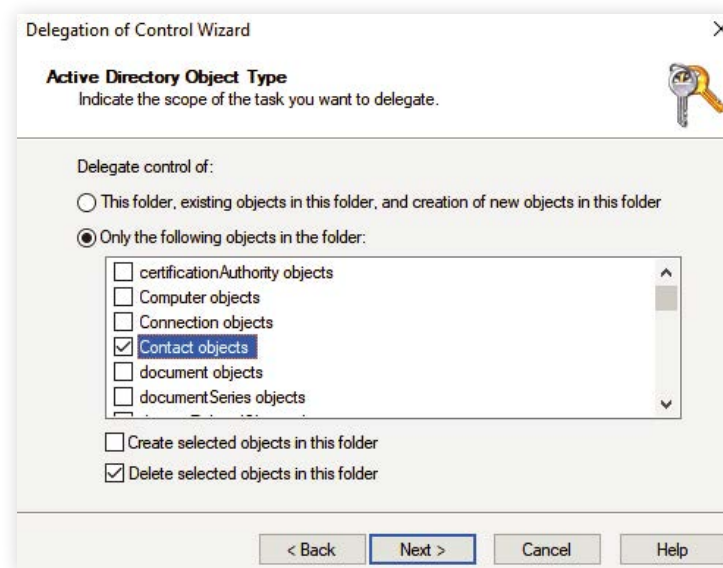 Delegation of Control Wizard
Active Directory Object Type
Indicate the scope of the task you want to delegate.
Delegate control of:
This folder, existing objects in this folder, and creation of new objects in this folder
Only the following objects in the folder:
certificationAuthority objects
Computer objects
Connection objects
Contact objects
document objects
documentSeries objects
Create selected objects in this folder
Delete selected objects in this folder
< Back Next > Cancel Help